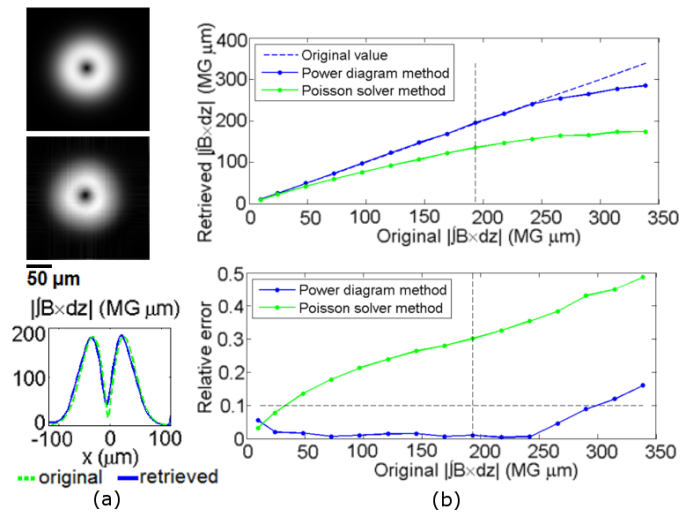 50 µm
|∫B×dz| (MG µm)
200
100
0
-100 0 100
x (µm)
original retrieved
(a)
Retrieved |∫B×dz| (MG µm)
400
300
200
100
0
Original value
Power diagram method
Poisson solver method
0 50 100 150 200 250 300 350
Original |∫B×dz| (MG µm)
Relative error
0.5
0.4
0.3
0.2
0.1
0
Power diagram method
Poisson solver method
0 50 100 150 200 250 300 350
Original |∫B×dz| (MG µm)
(b)